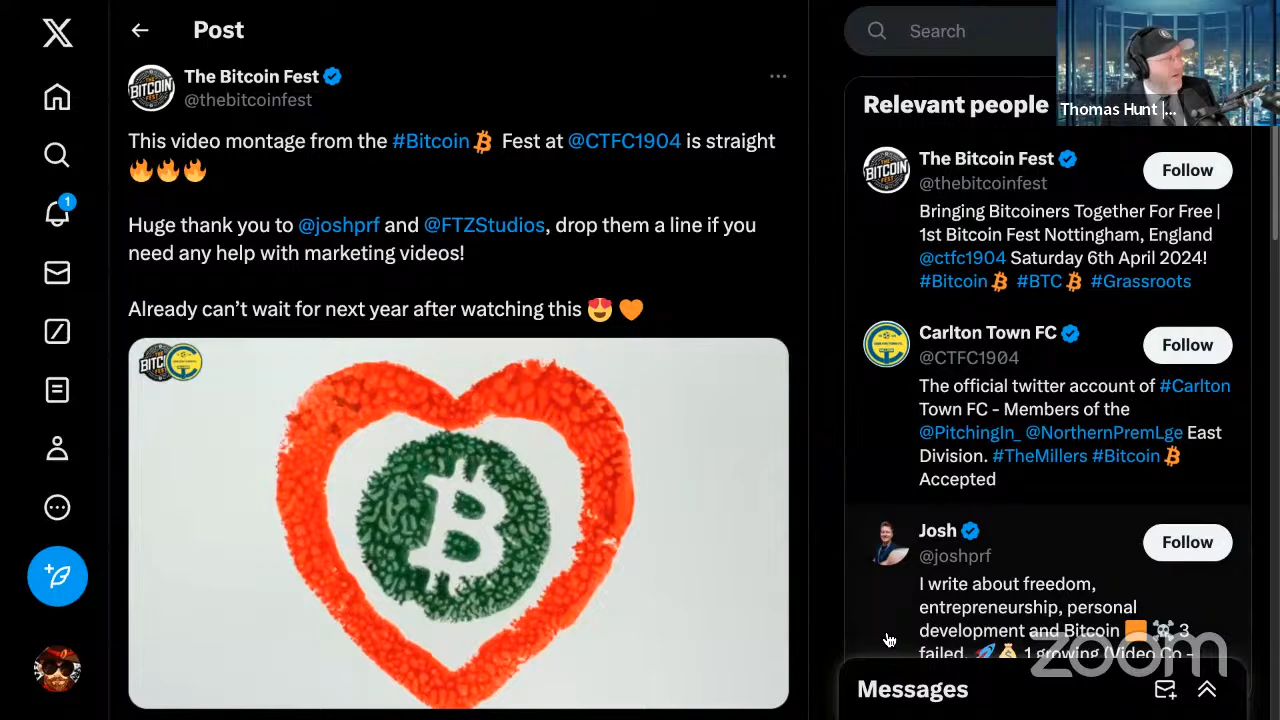 Post
The Bitcoin Fest
@thebitcoinfest
This video montage from the #Bitcoin Fest at @CTFC1904 is straight
🔥🔥🔥
Huge thank you to @joshprf and @FTZStudios, drop them a line if you
need any help with marketing videos!
Already can’t wait for next year after watching this 😍 🧡
THE
BITCOIN
FEST
Search
Thomas Hunt |...
Relevant people
The Bitcoin Fest
@thebitcoinfest
Follow
Bringing Bitcoiners Together For Free |
1st Bitcoin Fest Nottingham, England
@ctfc1904 Saturday 6th April 2024!
#Bitcoin #BTC #Grassroots
Carlton Town FC
@CTFC1904
Follow
The official twitter account of #Carlton
Town FC - Members of the
@PitchingIn_ @NorthernPremLge East
Division. #TheMillers #Bitcoin
Accepted
Josh
@joshprf
Follow
I write about freedom,
entrepreneurship, personal
development and Bitcoin 🟧 ☠️ 3
failed. 🚀💰 1 growing (Video Co –
zoom
Messages
1